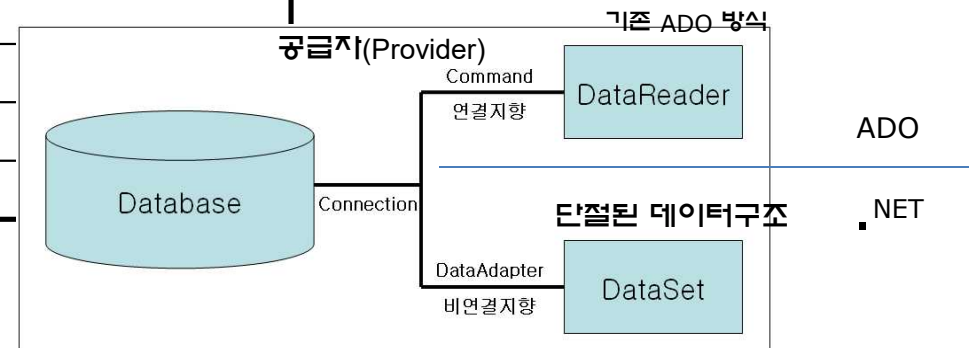 기존 ADO 방식
공급자(Provider)
Command
연결지향
DataReader
ADO
Database
Connection
단절된 데이터구조
.NET
DataAdapter
비연결지향
DataSet